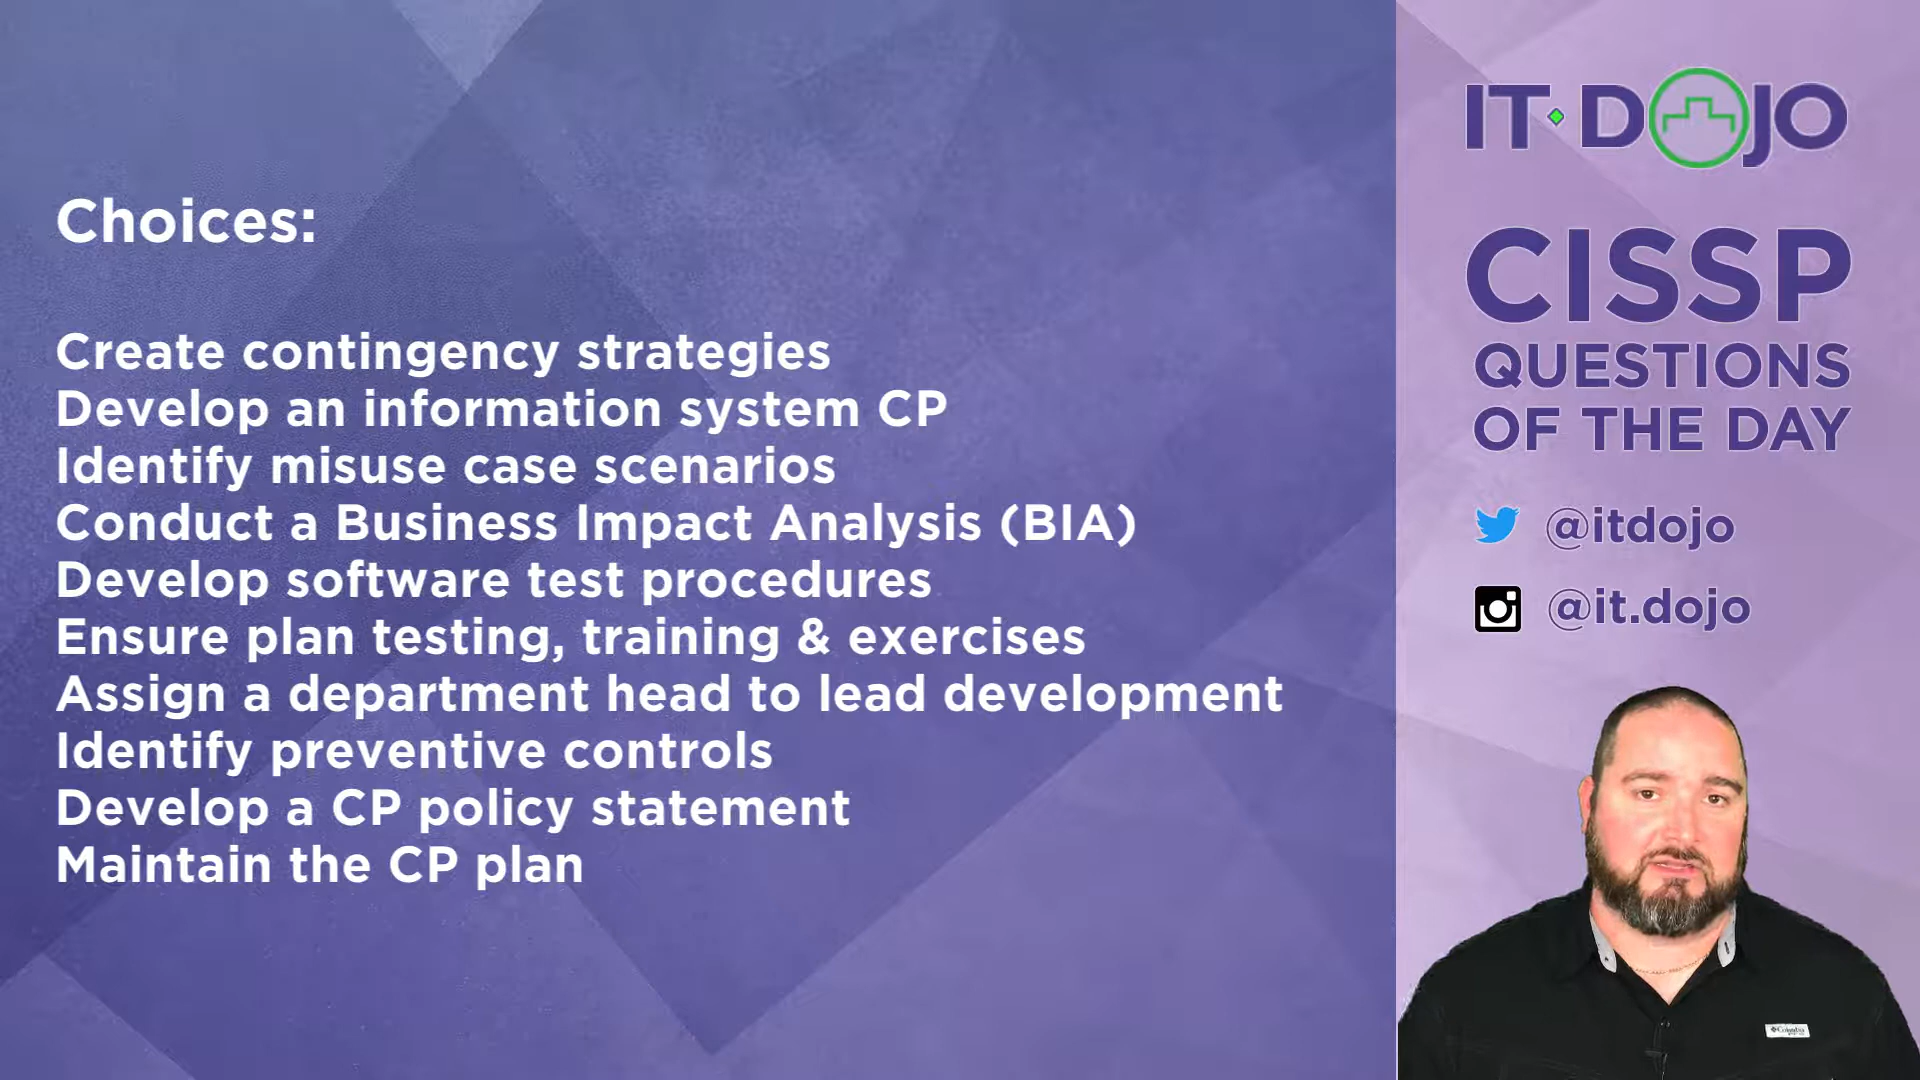 Choices:
Create contingency strategies
Develop an information system CP
Identify misuse case scenarios
Conduct a Business Impact Analysis (BIA)
Develop software test procedures
Ensure plan testing, training & exercises
Assign a department head to lead development
Identify preventive controls
Develop a CP policy statement
Maintain the CP plan
IT DOJO
CISSP
QUESTIONS
OF THE DAY
@itdojo
@it.dojo
Columbia